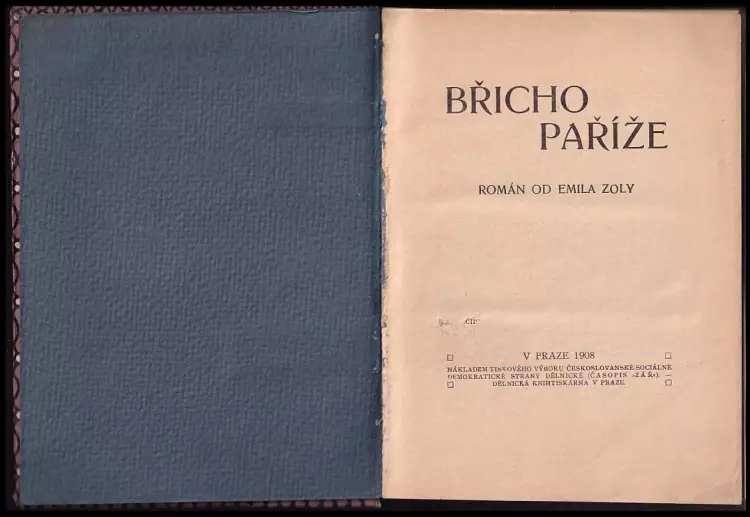 BŘICHO
PAŘÍŽE
ROMÁN OD EMILA ZOLY
V PRAZE 1908
NÁKLADEM TISKOVÉHO VÝBORU ČESKOSLOVANSKÉ SOCIÁLNĚ
DEMOKRATICKÉ STRANY DĚLNICKÉ (ČASOPIS »ZÁŘ«). —
DĚLNICKÁ KNIHTISKÁRNA V PRAZE.